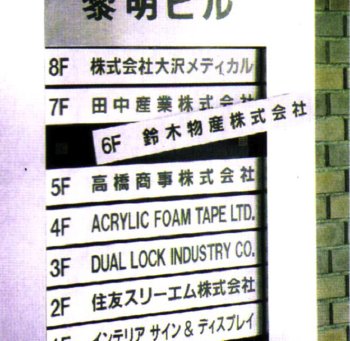 黎明ビル
8F 株式会社大沢メディカル
7F 田中産業株式会社
6F 鈴木物産株式会社
5F 高橋商事株式会社
4F ACRYLIC FOAM TAPE LTD.
3F DUAL LOCK INDUSTRY CO.
2F 住友スリーエム株式会社
1F インテリア サイン & ディスプレイ